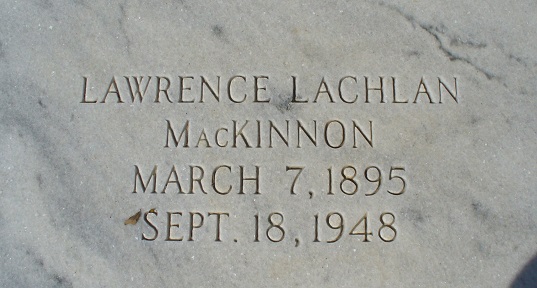 LAWRENCE LACHLAN
MacKINNON
MARCH 7, 1895
SEPT. 18, 1948